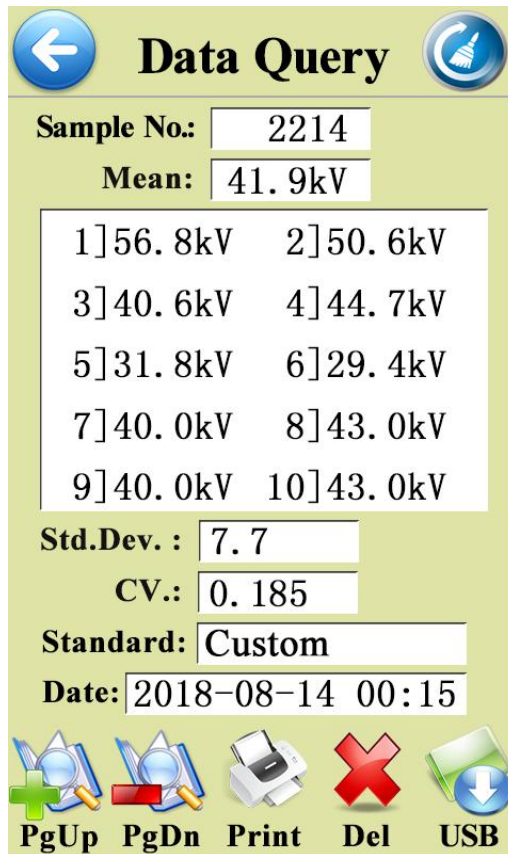 Data Query
Sample No.: 2214
Mean: 41.9kV
1]56.8kV 2]50.6kV
3]40.6kV 4]44.7kV
5]31.8kV 6]29.4kV
7]40.0kV 8]43.0kV
9]40.0kV 10]43.0kV
Std.Dev. : 7.7
CV.: 0.185
Standard: Custom
Date: 2018-08-14 00:15
PgUp PgDn Print Del USB